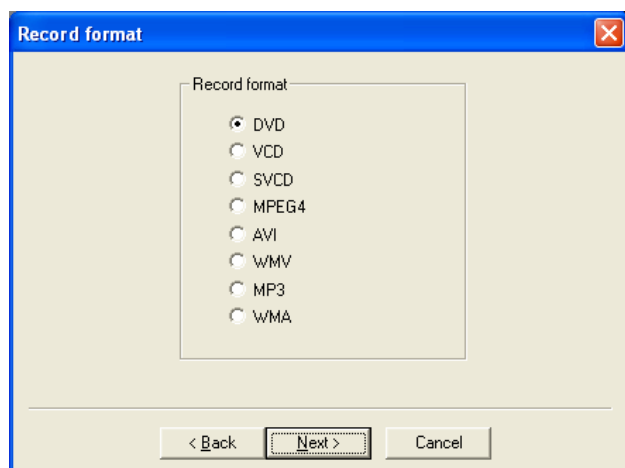 Record format
Record format
DVD
VCD
SVCD
MPEG4
AVI
WMV
MP3
WMA
< Back Next > Cancel